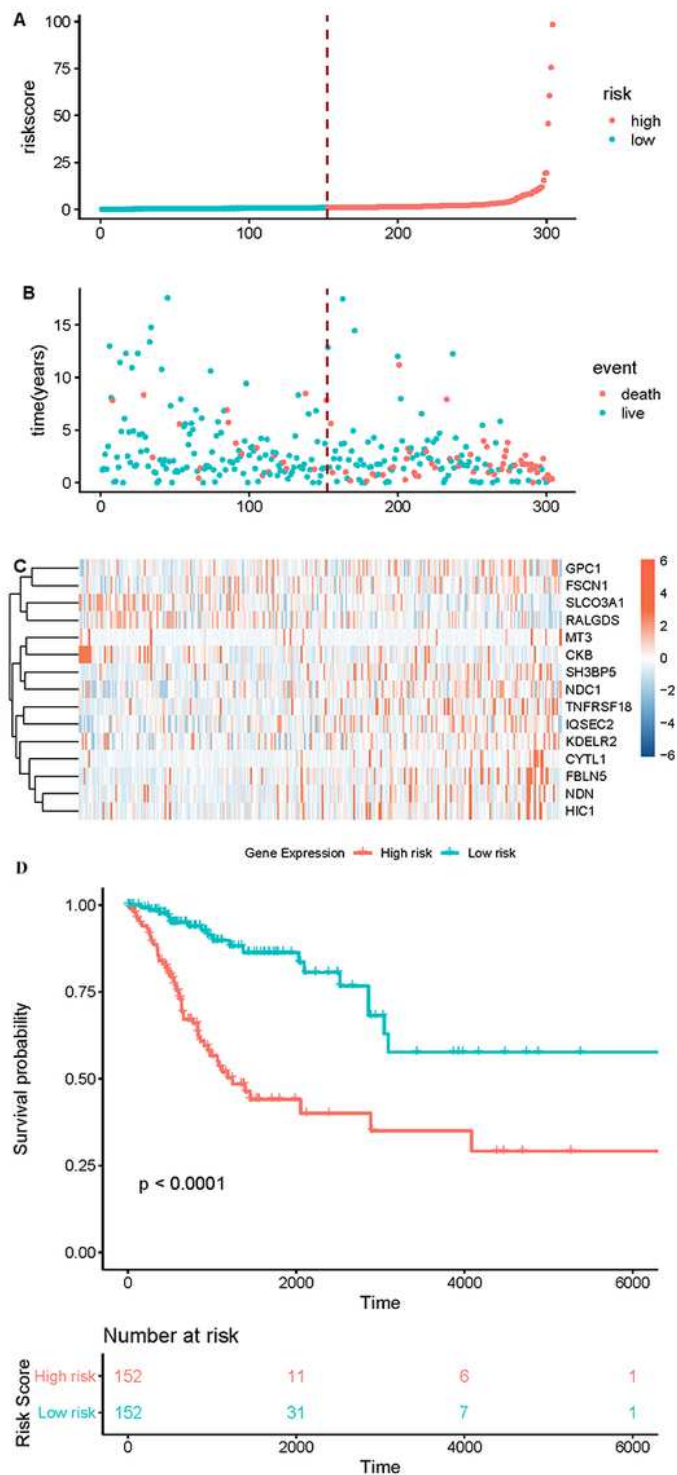 A
100
75
50
25
0
riskscore
0 100 200 300
risk
high
low
B
15
10
5
0
time(years)
0 100 200 300
event
death
live
C
GPC1
FSCN1
SLCO3A1
RALGDS
MT3
CKB
SH3BP5
NDC1
TNFRSF18
IQSEC2
KDELR2
CYTL1
FBLN5
NDN
HIC1
6
4
2
0
−2
−4
−6
Gene Expression High risk Low risk
D
1.00
0.75
0.50
0.25
0.00
Survival probability
p < 0.0001
0 2000 4000 6000
Time
Number at risk
Risk Score
High risk 152 11 6 1
Low risk 152 31 7 1
0 2000 4000 6000
Time